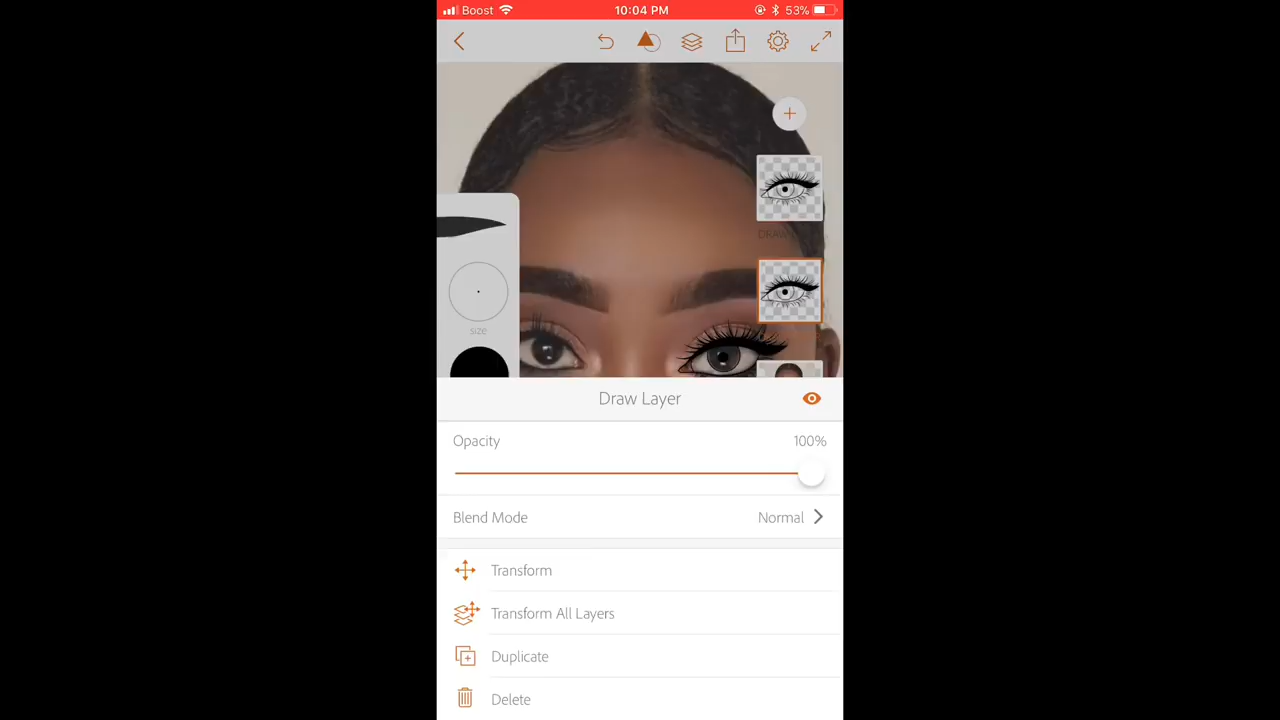 Boost 10:04 PM 53%
DRAW
size
Draw Layer
Opacity 100%
Blend Mode Normal
Transform
Transform All Layers
Duplicate
Delete